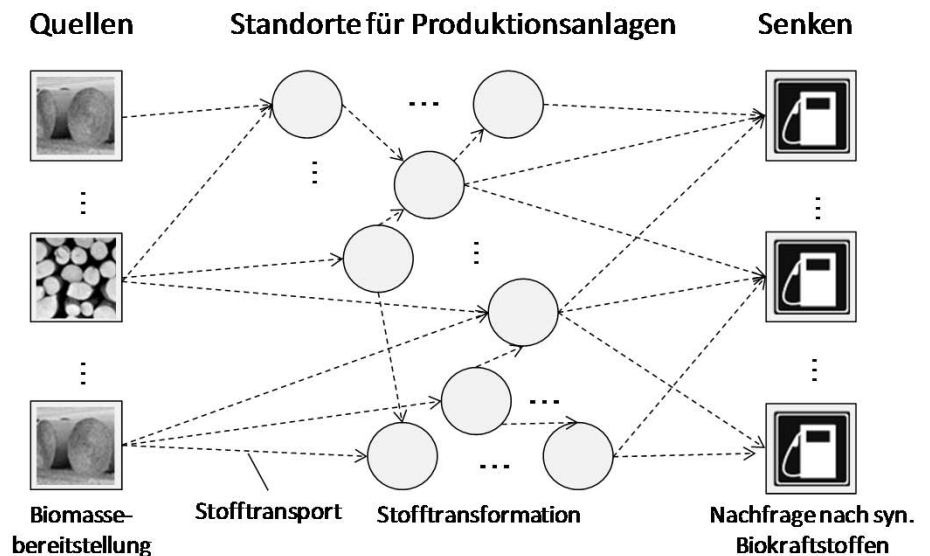 Quellen
Standorte für Produktionsanlagen
Senken
Stofftransport
Stofftransformation
Biomasse-
bereitstellung
Nachfrage nach syn.
Biokraftstoffen